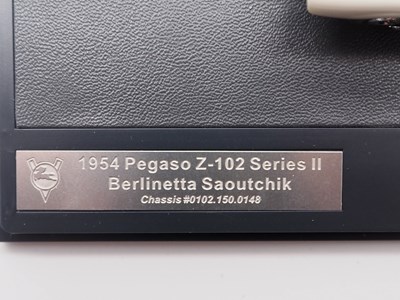 1954 Pegaso Z-102 Series II
Berlinetta Saoutchik
Chassis #0102.150.0148